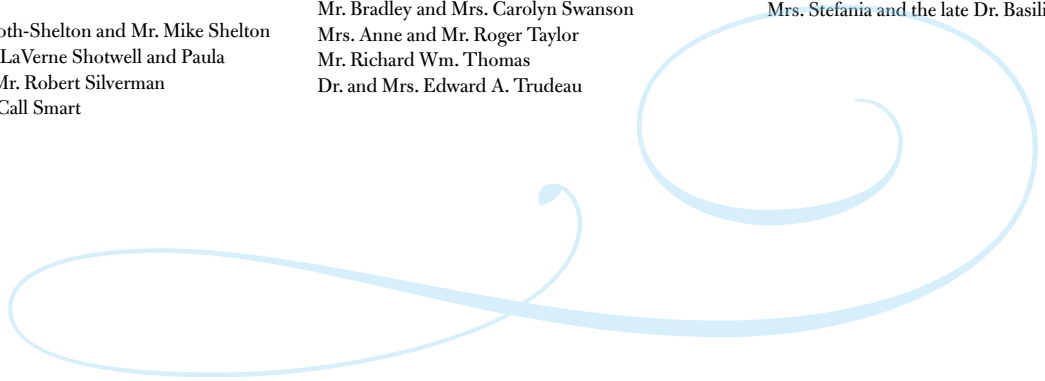 oth-Shelton and Mr. Mike Shelton
LaVerne Shotwell and Paula
Mr. Robert Silverman
Call Smart
Mr. Bradley and Mrs. Carolyn Swanson
Mrs. Anne and Mr. Roger Taylor
Mr. Richard Wm. Thomas
Dr. and Mrs. Edward A. Trudeau
Mrs. Stefania and the late Dr. Basili